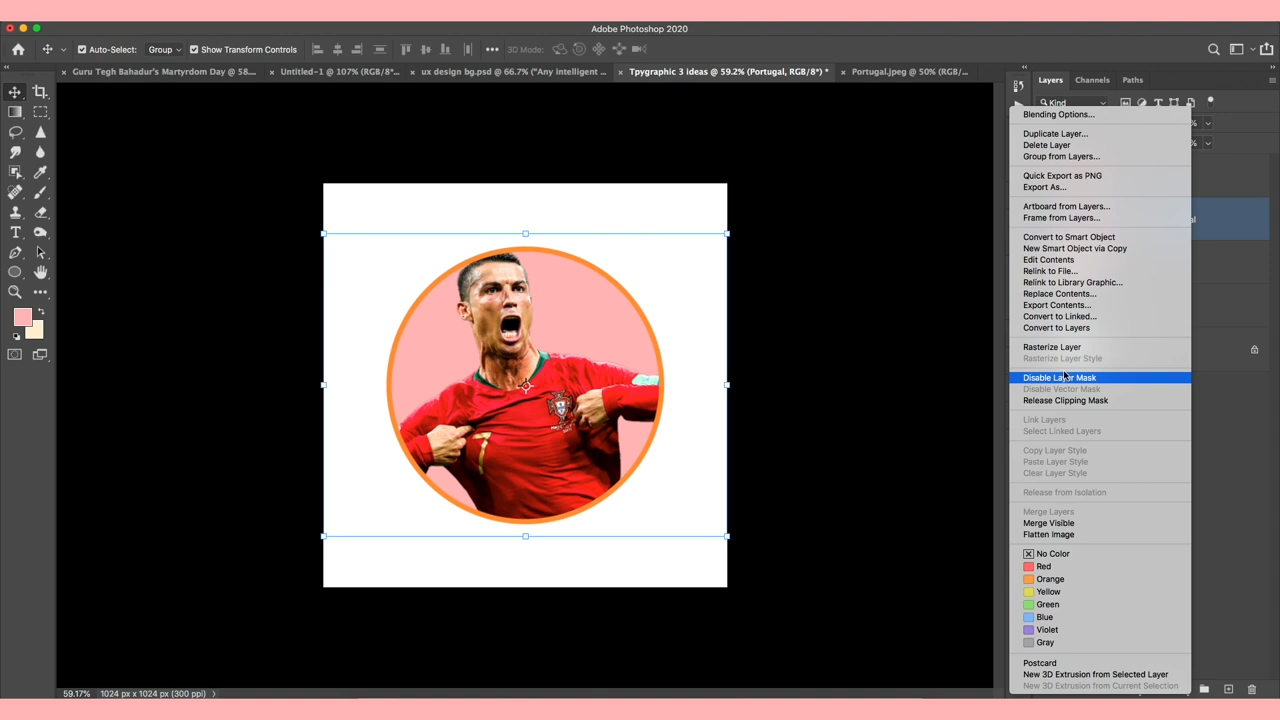 Adobe Photoshop 2020
Auto-Select: Group Show Transform Controls 3D Mode:
Guru Tegh Bahadur's Martyrdom Day @ 58.... Untitled-1 @ 107% (RGB/8*... ux design bg.psd @ 66.7% ("Any intelligent ... Tpygraphic 3 ideas @ 59.2% (Portugal, RGB/8*) * Portugal.jpeg @ 50% (RGB/...
Layers Channels Paths
Kind
Blending Options...
%
Duplicate Layer...
%
Delete Layer
Group from Layers...
Quick Export as PNG
Export As...
Artboard from Layers...
Frame from Layers...
al
Convert to Smart Object
New Smart Object via Copy
Edit Contents
Relink to File...
Relink to Library Graphic...
Replace Contents...
Export Contents...
Convert to Linked...
Convert to Layers
Rasterize Layer
Rasterize Layer Style
Disable Layer Mask
Disable Vector Mask
Release Clipping Mask
Link Layers
Select Linked Layers
Copy Layer Style
Paste Layer Style
Clear Layer Style
Release from Isolation
Merge Layers
Merge Visible
Flatten Image
No Color
Red
Orange
Yellow
Green
Blue
Violet
Gray
Postcard
New 3D Extrusion from Selected Layer
New 3D Extrusion from Current Selection
7
59.17% 1024 px x 1024 px (300 ppi)